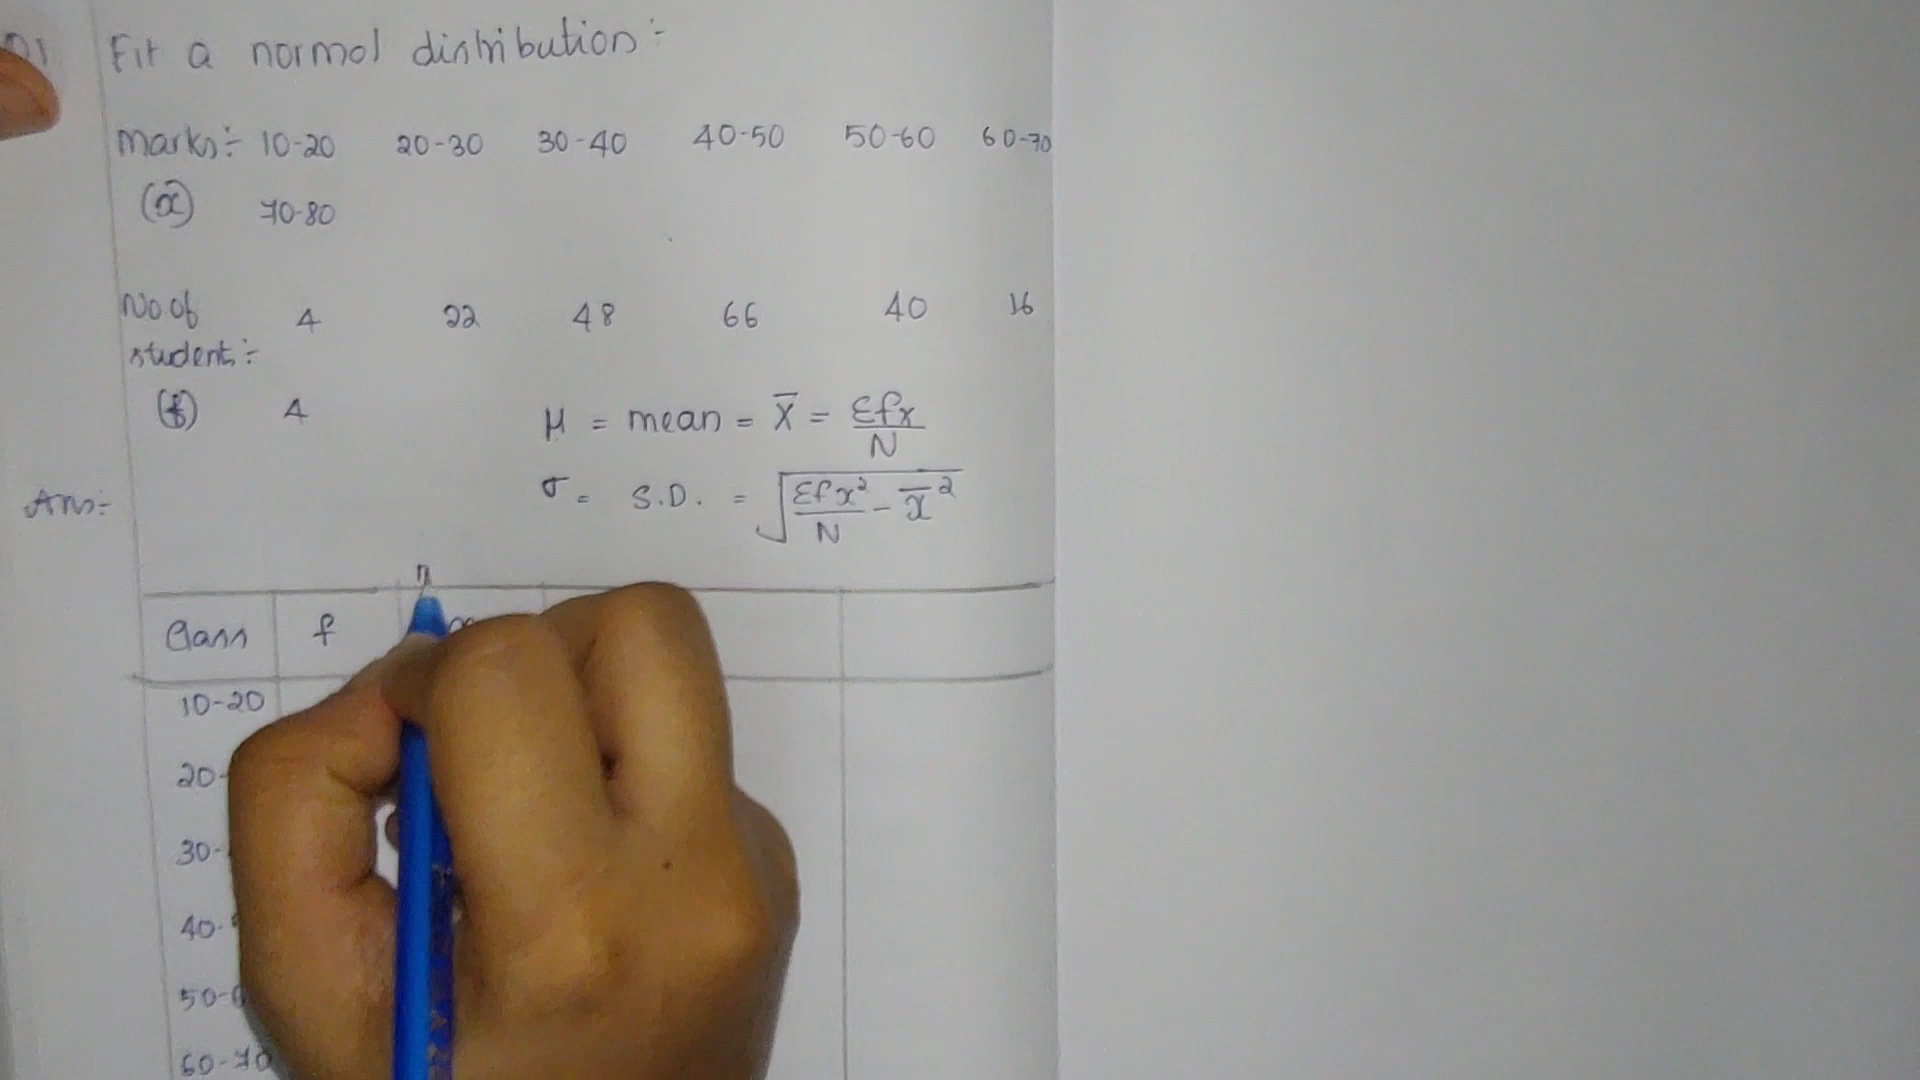 Fit a normal distribution:-
Marks:- 10-20 20-30 30-40 40-50 50-60 60-70
(x) 70-80
No. of 4 22 48 66 40 16
student:-
(f) 4
μ = mean = X̄ = Σfx / N
σ = S.D. = √(Σfx² / N - x̄²)
Ans:-
Class f
10-20
20-
30-
40-
50-
60-70